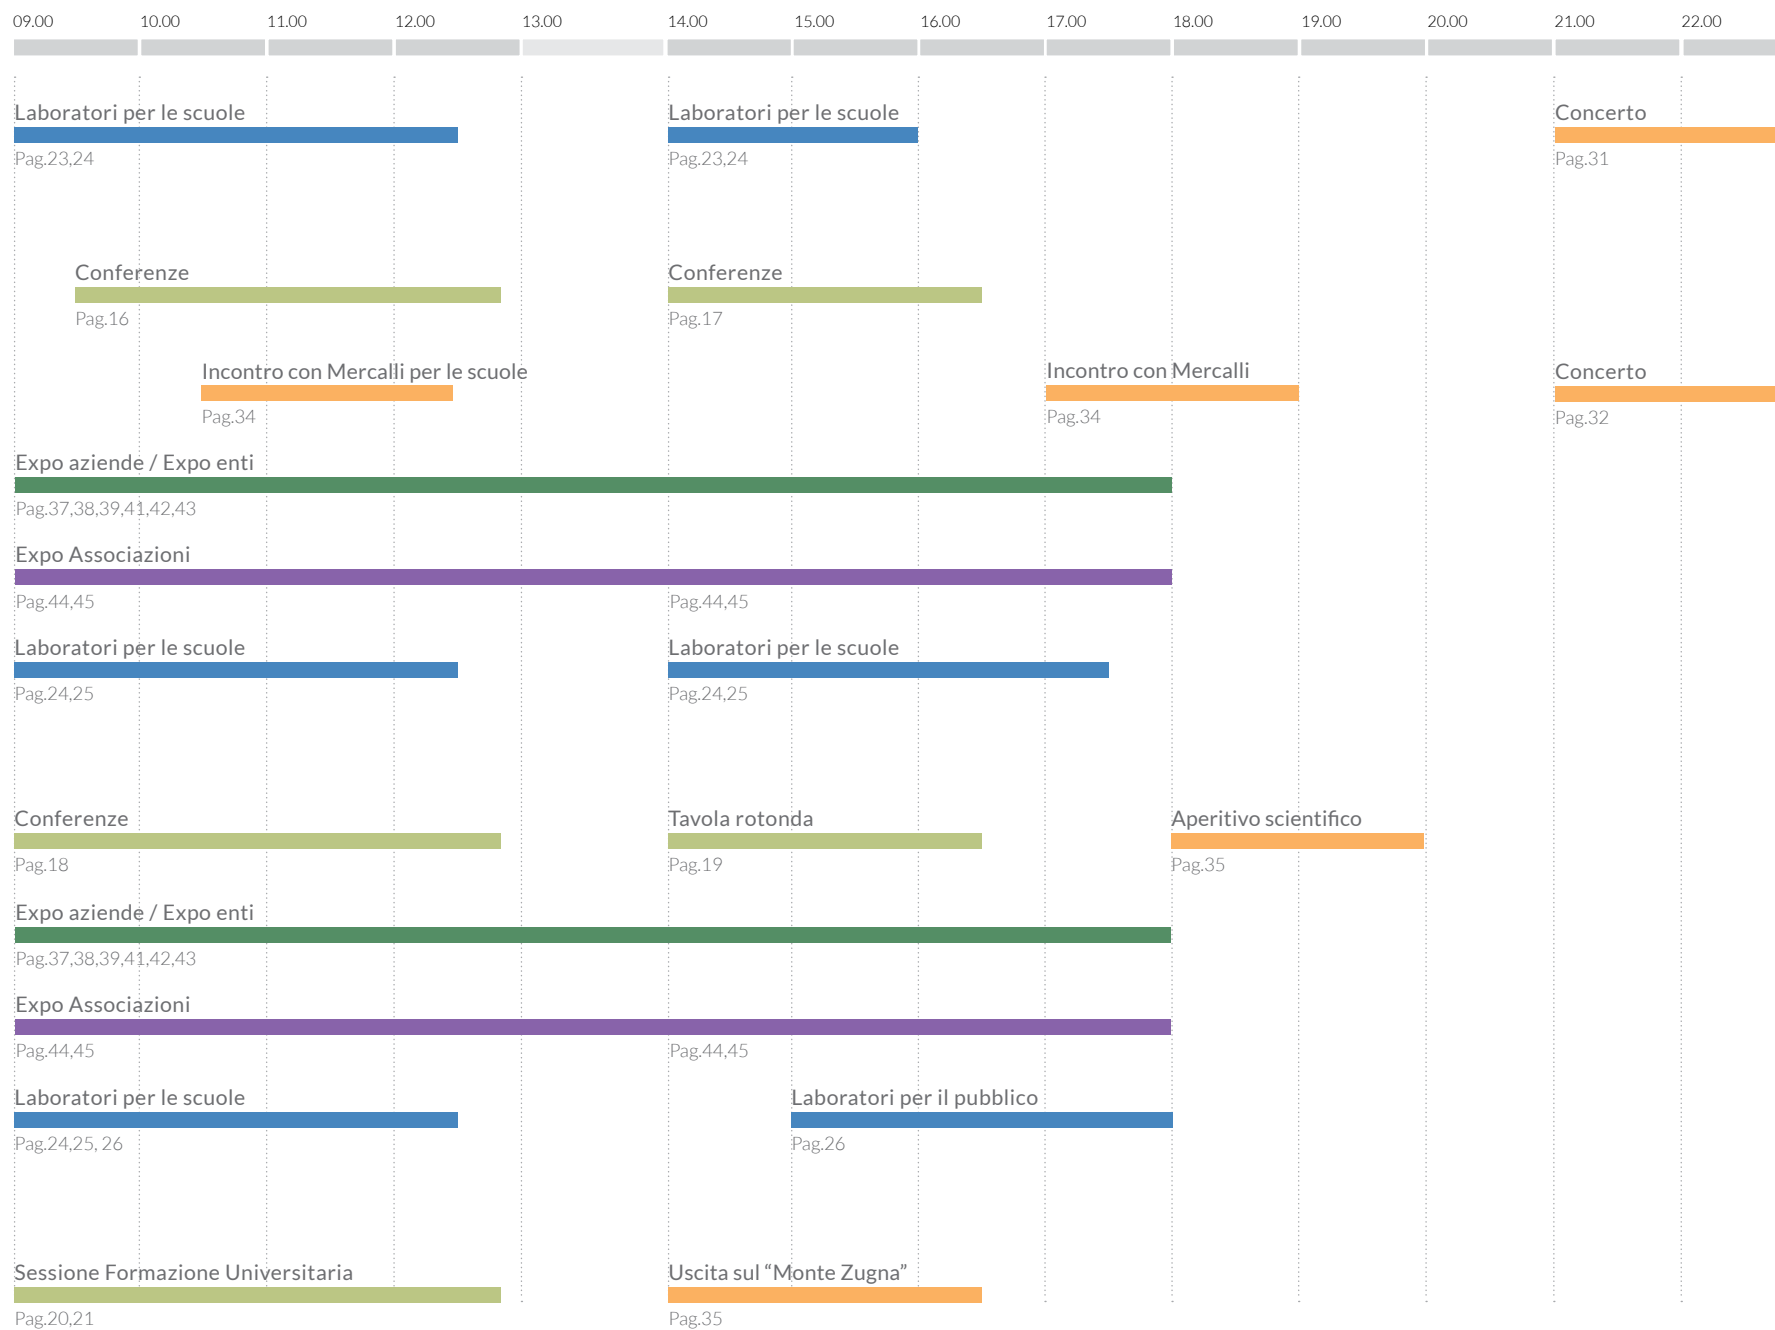 09.00 10.00 11.00 12.00 13.00 14.00 15.00 16.00 17.00 18.00 19.00 20.00 21.00 22.00
Laboratori per le scuole Laboratori per le scuole Concerto
Pag.23,24 Pag.23,24 Pag.31
Conferenze Conferenze
Pag.16 Pag.17
Incontro con Mercalli per le scuole Incontro con Mercalli Concerto
Pag.34 Pag.34 Pag.32
Expo aziende / Expo enti
Pag.37,38,39,41,42,43
Expo Associazioni
Pag.44,45 Pag.44,45
Laboratori per le scuole Laboratori per le scuole
Pag.24,25 Pag.24,25
Conferenze Tavola rotonda Aperitivo scientifico
Pag.18 Pag.19 Pag.35
Expo aziende / Expo enti
Pag.37,38,39,41,42,43
Expo Associazioni
Pag.44,45 Pag.44,45
Laboratori per le scuole Laboratori per il pubblico
Pag.24,25, 26 Pag.26
Sessione Formazione Universitaria Uscita sul “Monte Zugna”
Pag.20,21 Pag.35